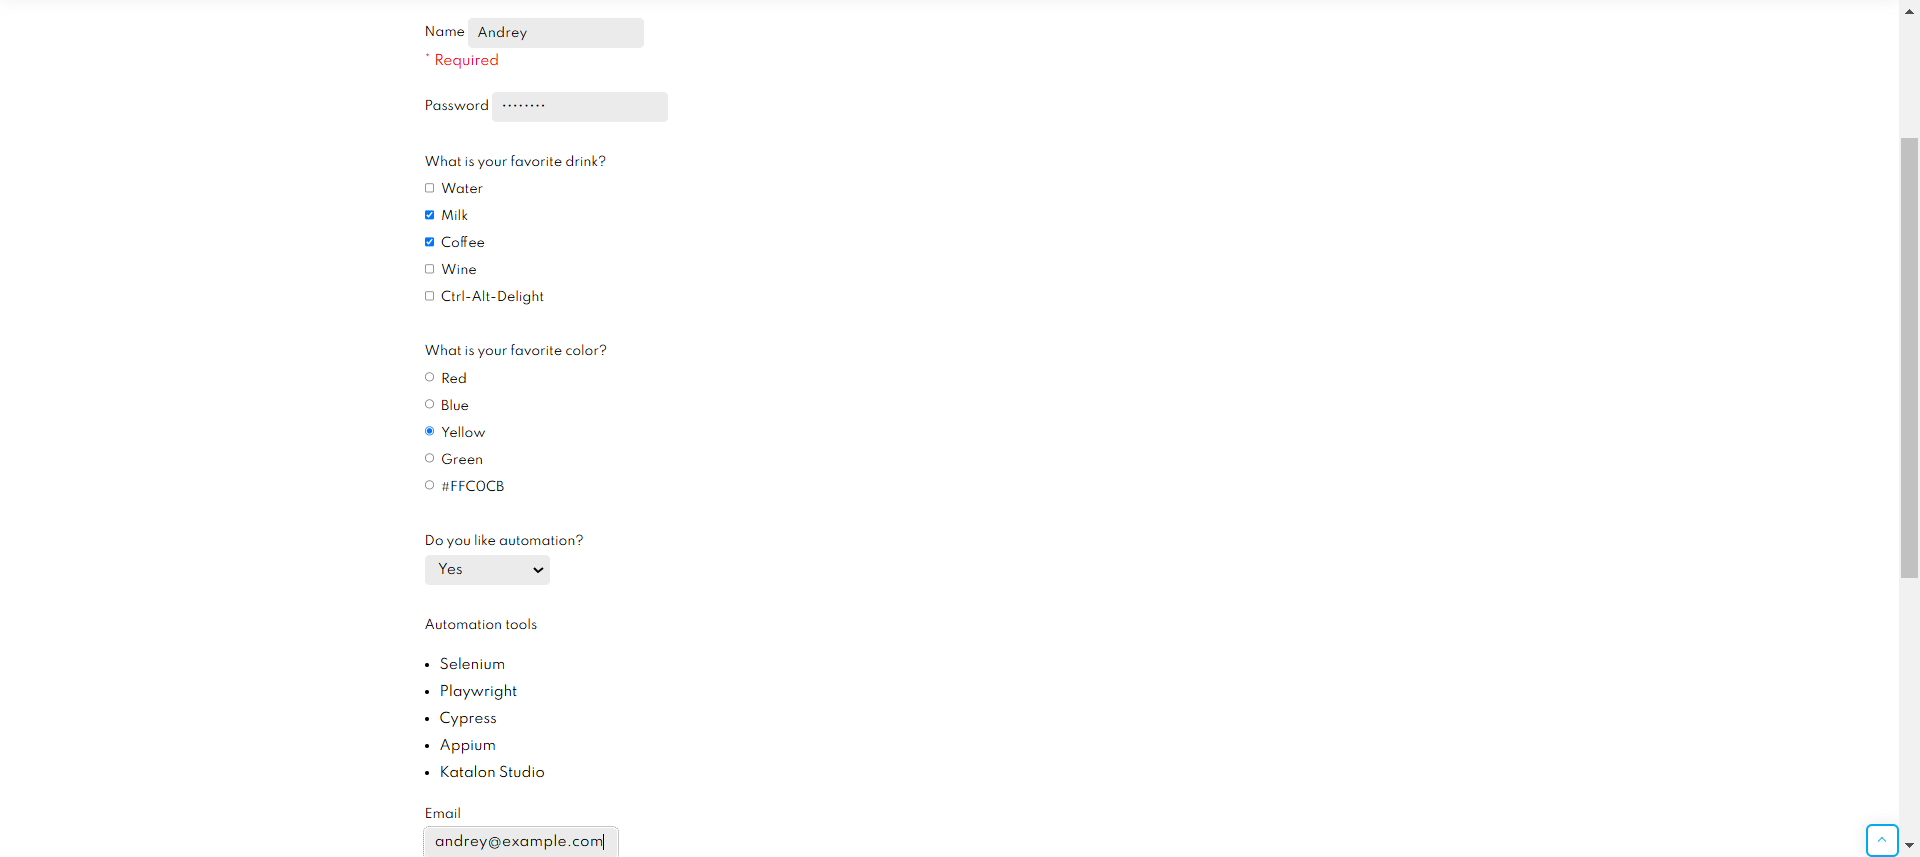 Name Andrey
* Required
Password ••••••••
What is your favorite drink?
Water
Milk
Coffee
Wine
Ctrl-Alt-Delight
What is your favorite color?
Red
Blue
Yellow
Green
#FFC0CB
Do you like automation?
Yes
Automation tools
• Selenium
• Playwright
• Cypress
• Appium
• Katalon Studio
Email
andrey@example.com